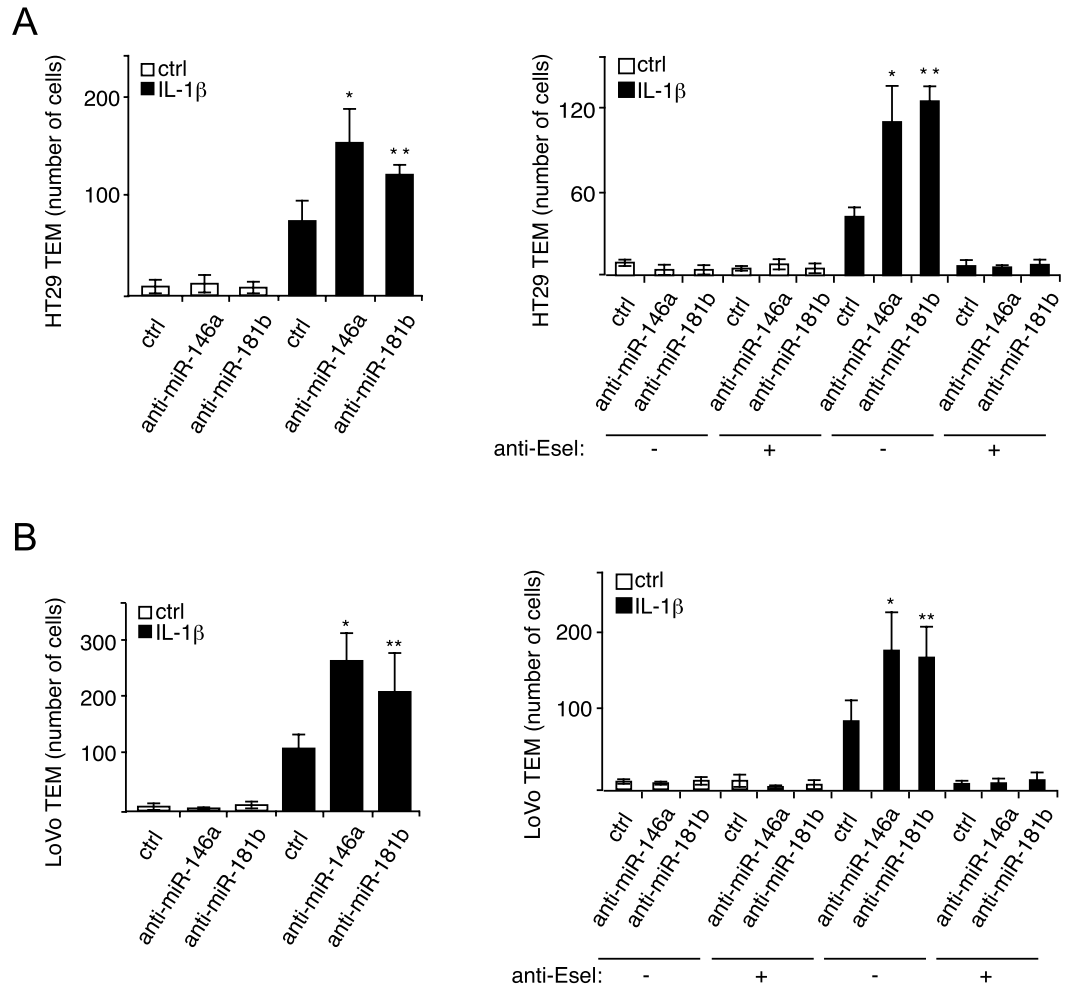 A
HT29 TEM (number of cells)
ctrl
IL-1β
200
100
*
* *
ctrl
anti-miR-146a
anti-miR-181b
ctrl
anti-miR-146a
anti-miR-181b
HT29 TEM (number of cells)
ctrl
IL-1β
120
60
*
* *
ctrl
anti-miR-146a
anti-miR-181b
ctrl
anti-miR-146a
anti-miR-181b
ctrl
anti-miR-146a
anti-miR-181b
ctrl
anti-miR-146a
anti-miR-181b
anti-Esel: - + - +
B
LoVo TEM (number of cells)
ctrl
IL-1β
300
200
100
*
**
ctrl
anti-miR-146a
anti-miR-181b
ctrl
anti-miR-146a
anti-miR-181b
LoVo TEM (number of cells)
ctrl
IL-1β
200
100
*
**
ctrl
anti-miR-146a
anti-miR-181b
ctrl
anti-miR-146a
anti-miR-181b
ctrl
anti-miR-146a
anti-miR-181b
ctrl
anti-miR-146a
anti-miR-181b
anti-Esel: - + - +